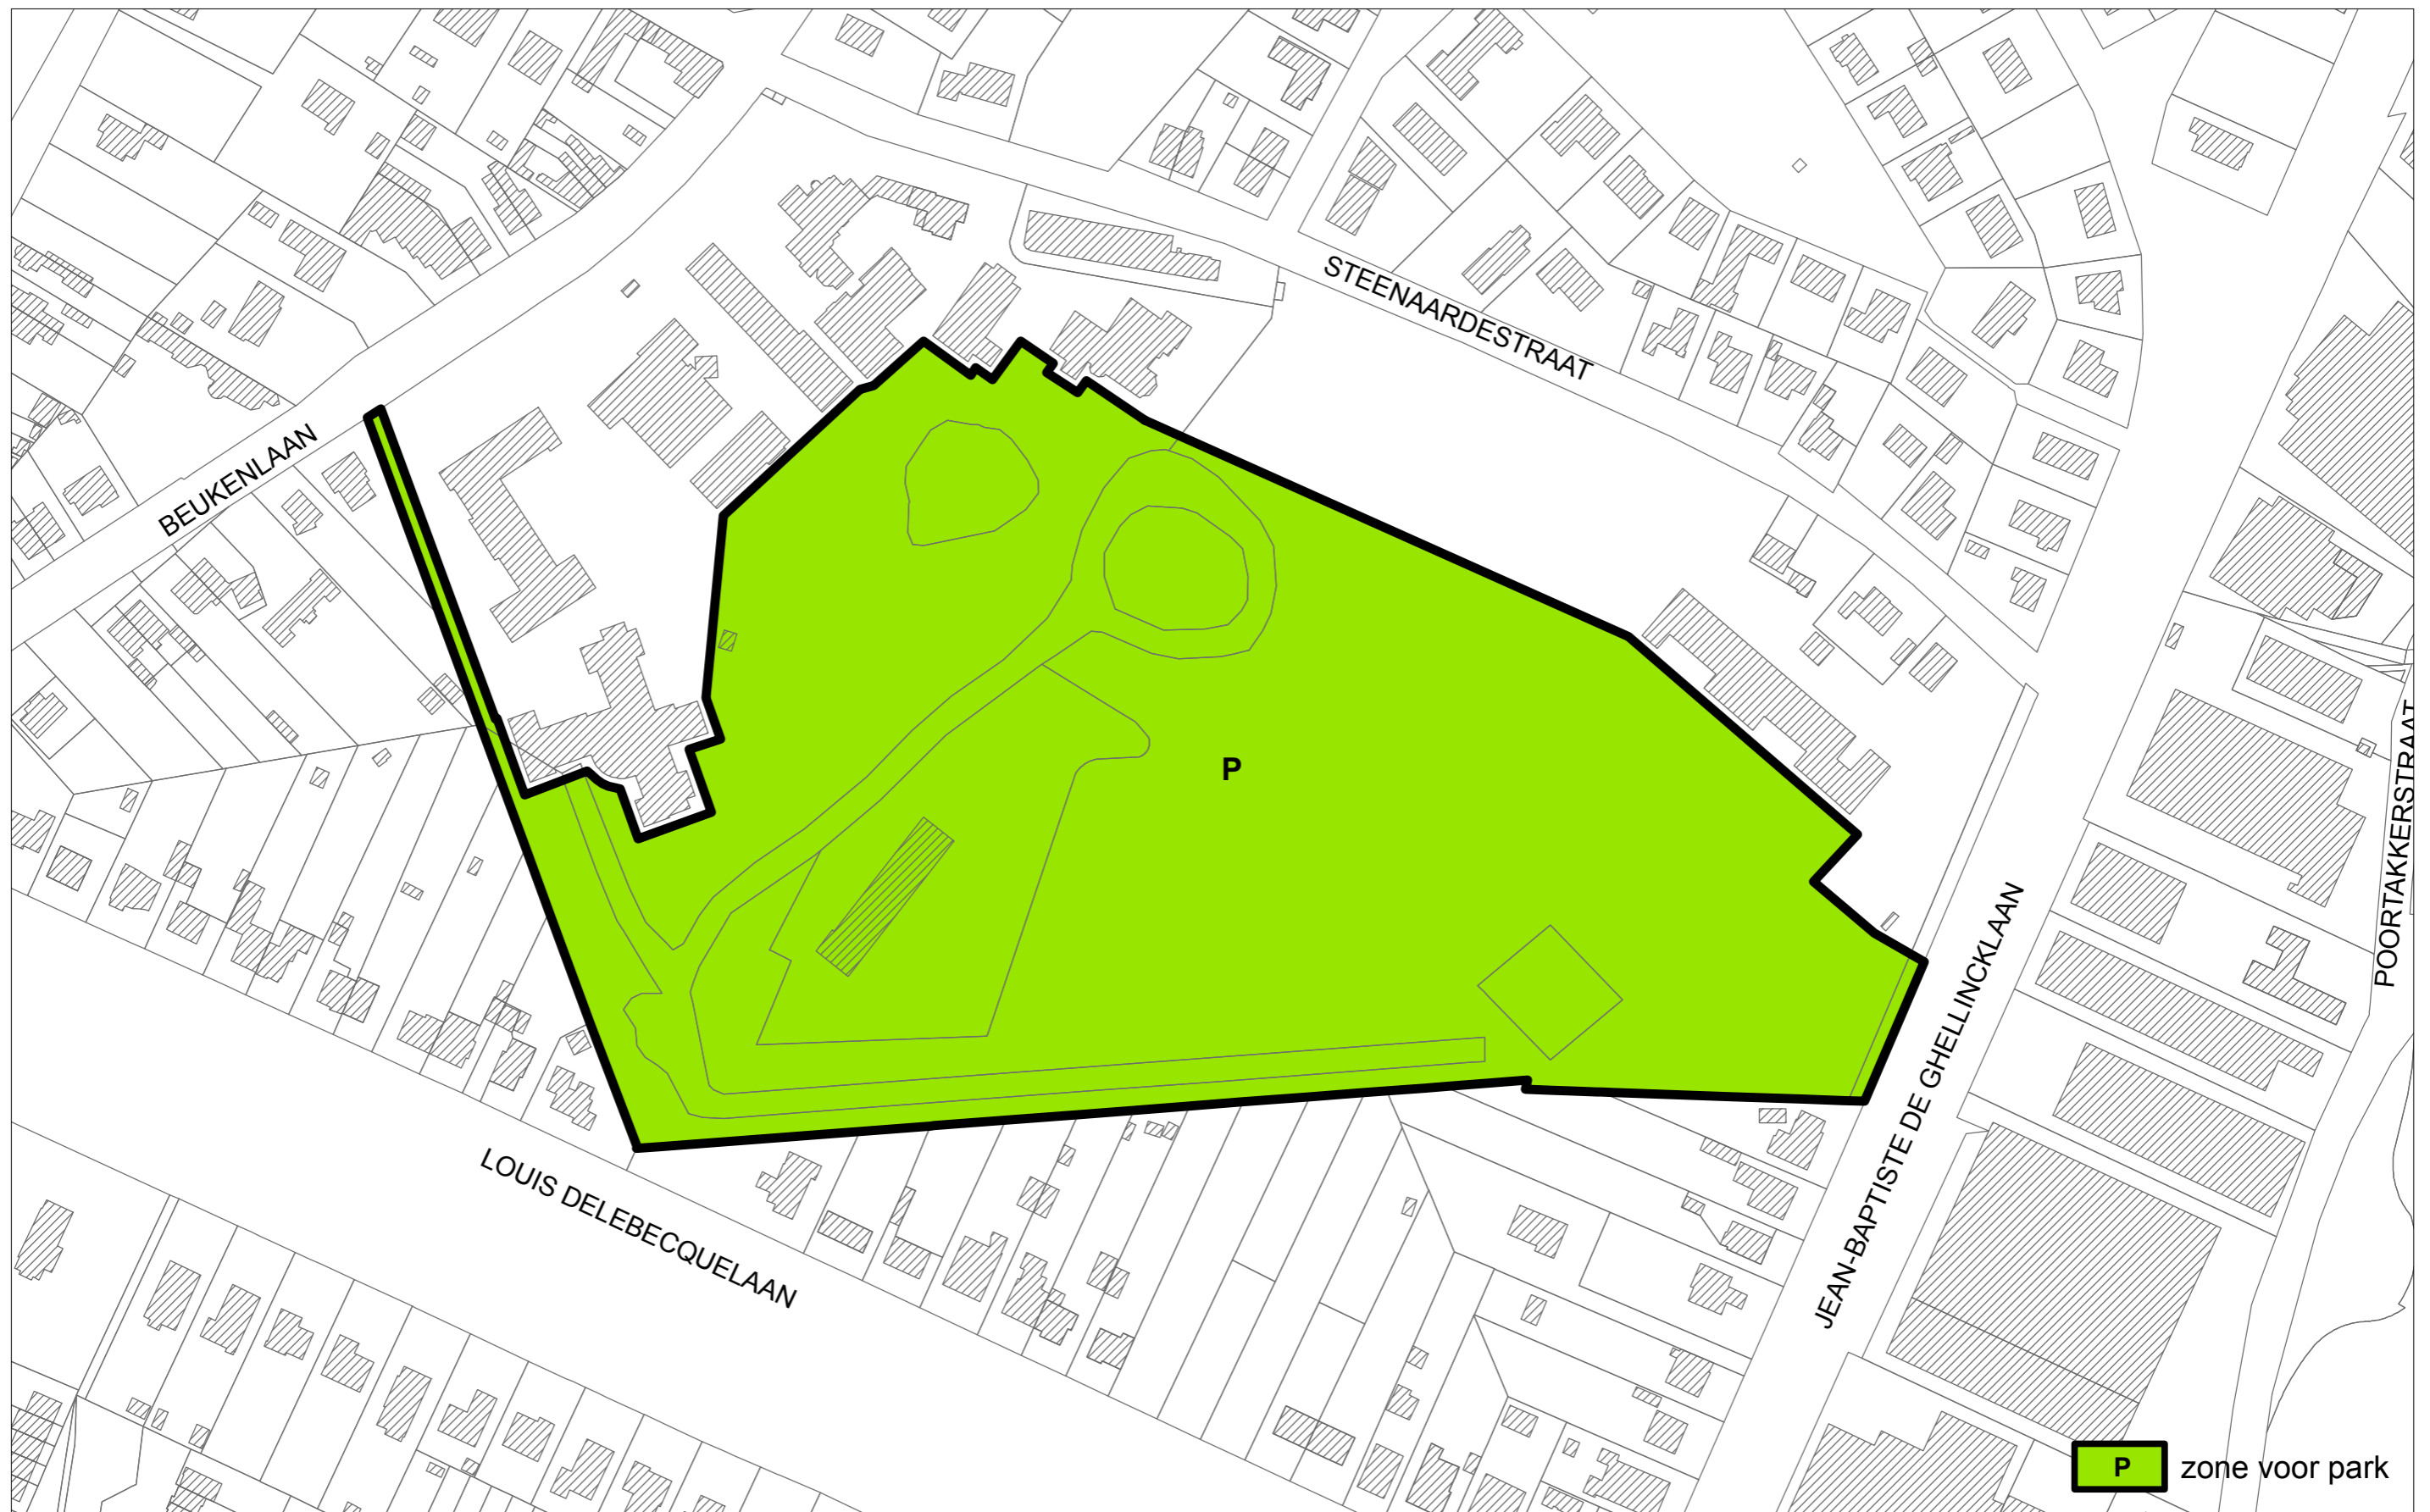 STEENAARDESTRAAT
BEUKENLAAN
P
POORTAKKERSTRAAT
JEAN-BAPTISTE DE GHELLINCKLAAN
LOUIS DELEBECQUELAAN
P zone voor park